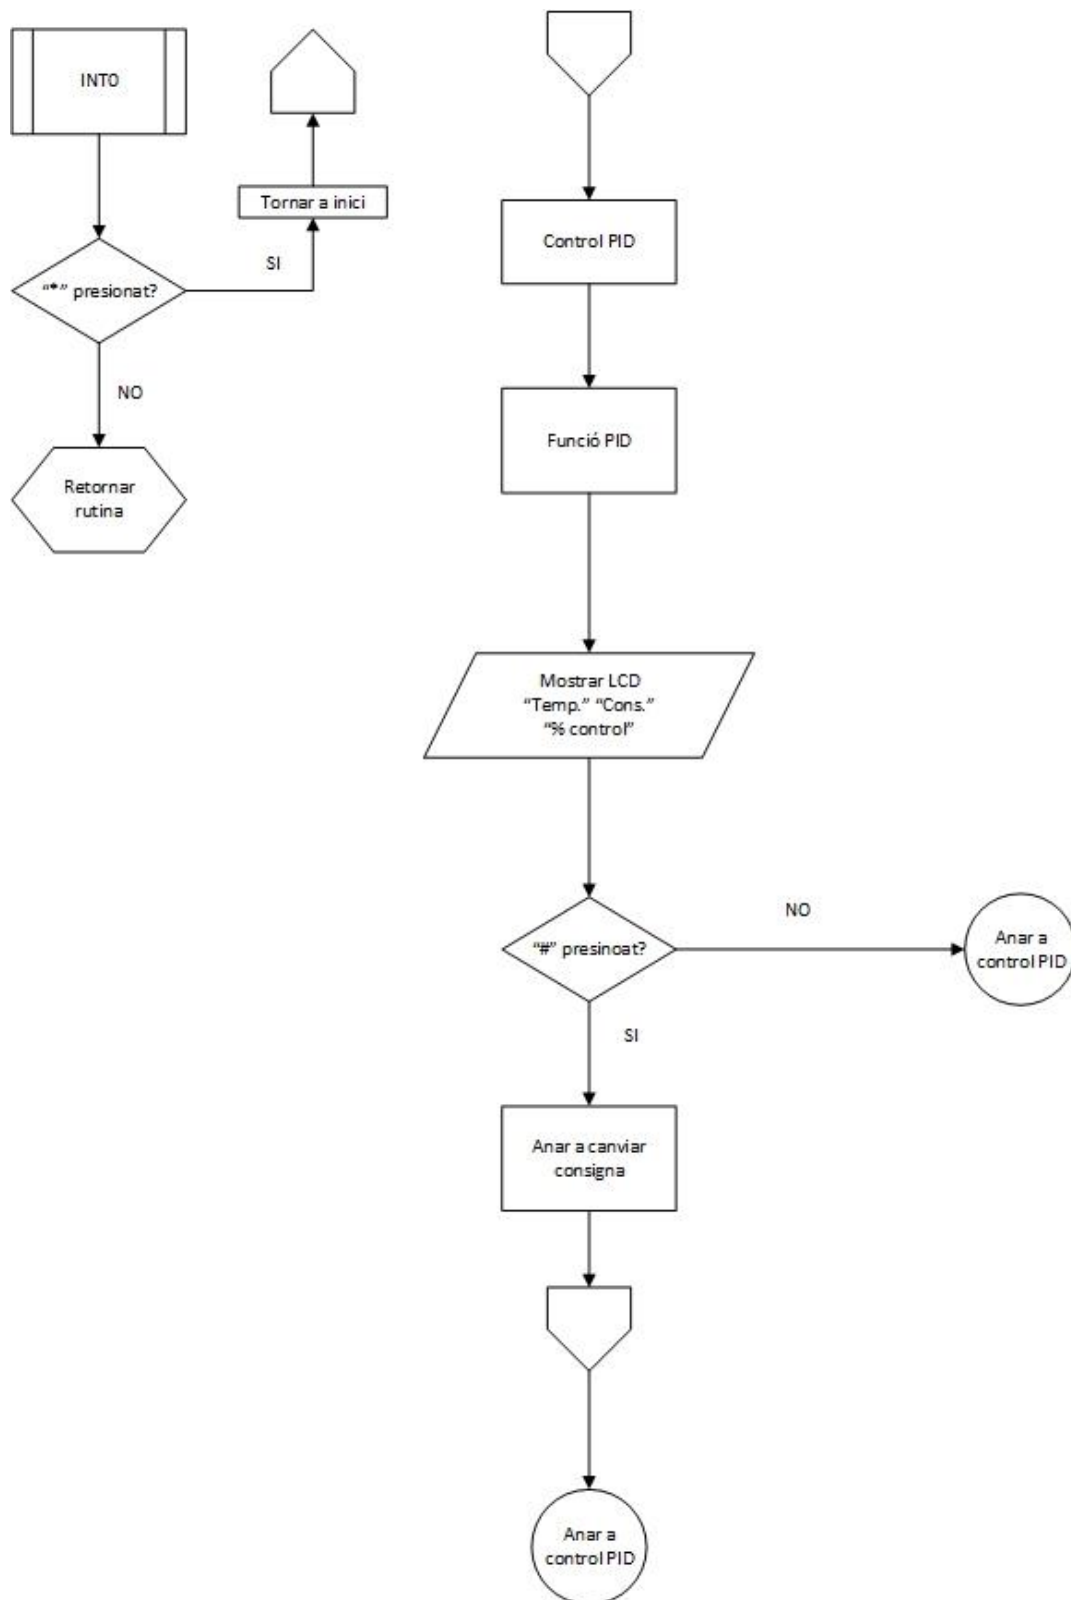 INT0
Tornar a inici
SI
“*” presionat?
NO
Retornar
rutina
Control PID
Funció PID
Mostrar LCD
“Temp.” “Cons.”
“% control”
“#” presinoat?
NO
Anar a
control PID
SI
Anar a canviar
consigna
Anar a
control PID